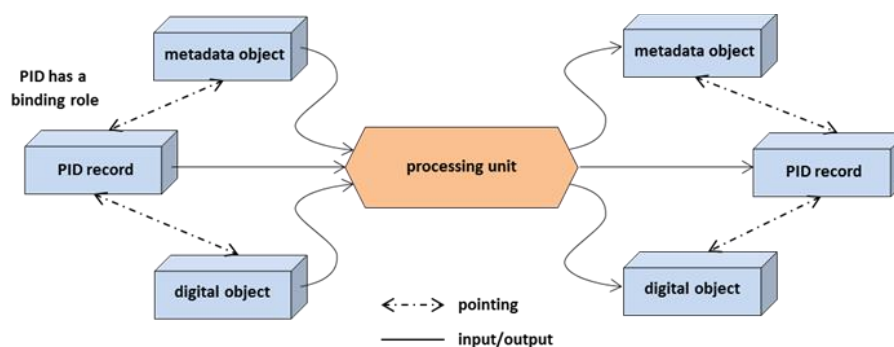 metadata object
metadata object
PID has a
binding role
PID record
processing unit
PID record
digital object
digital object
pointing
input/output